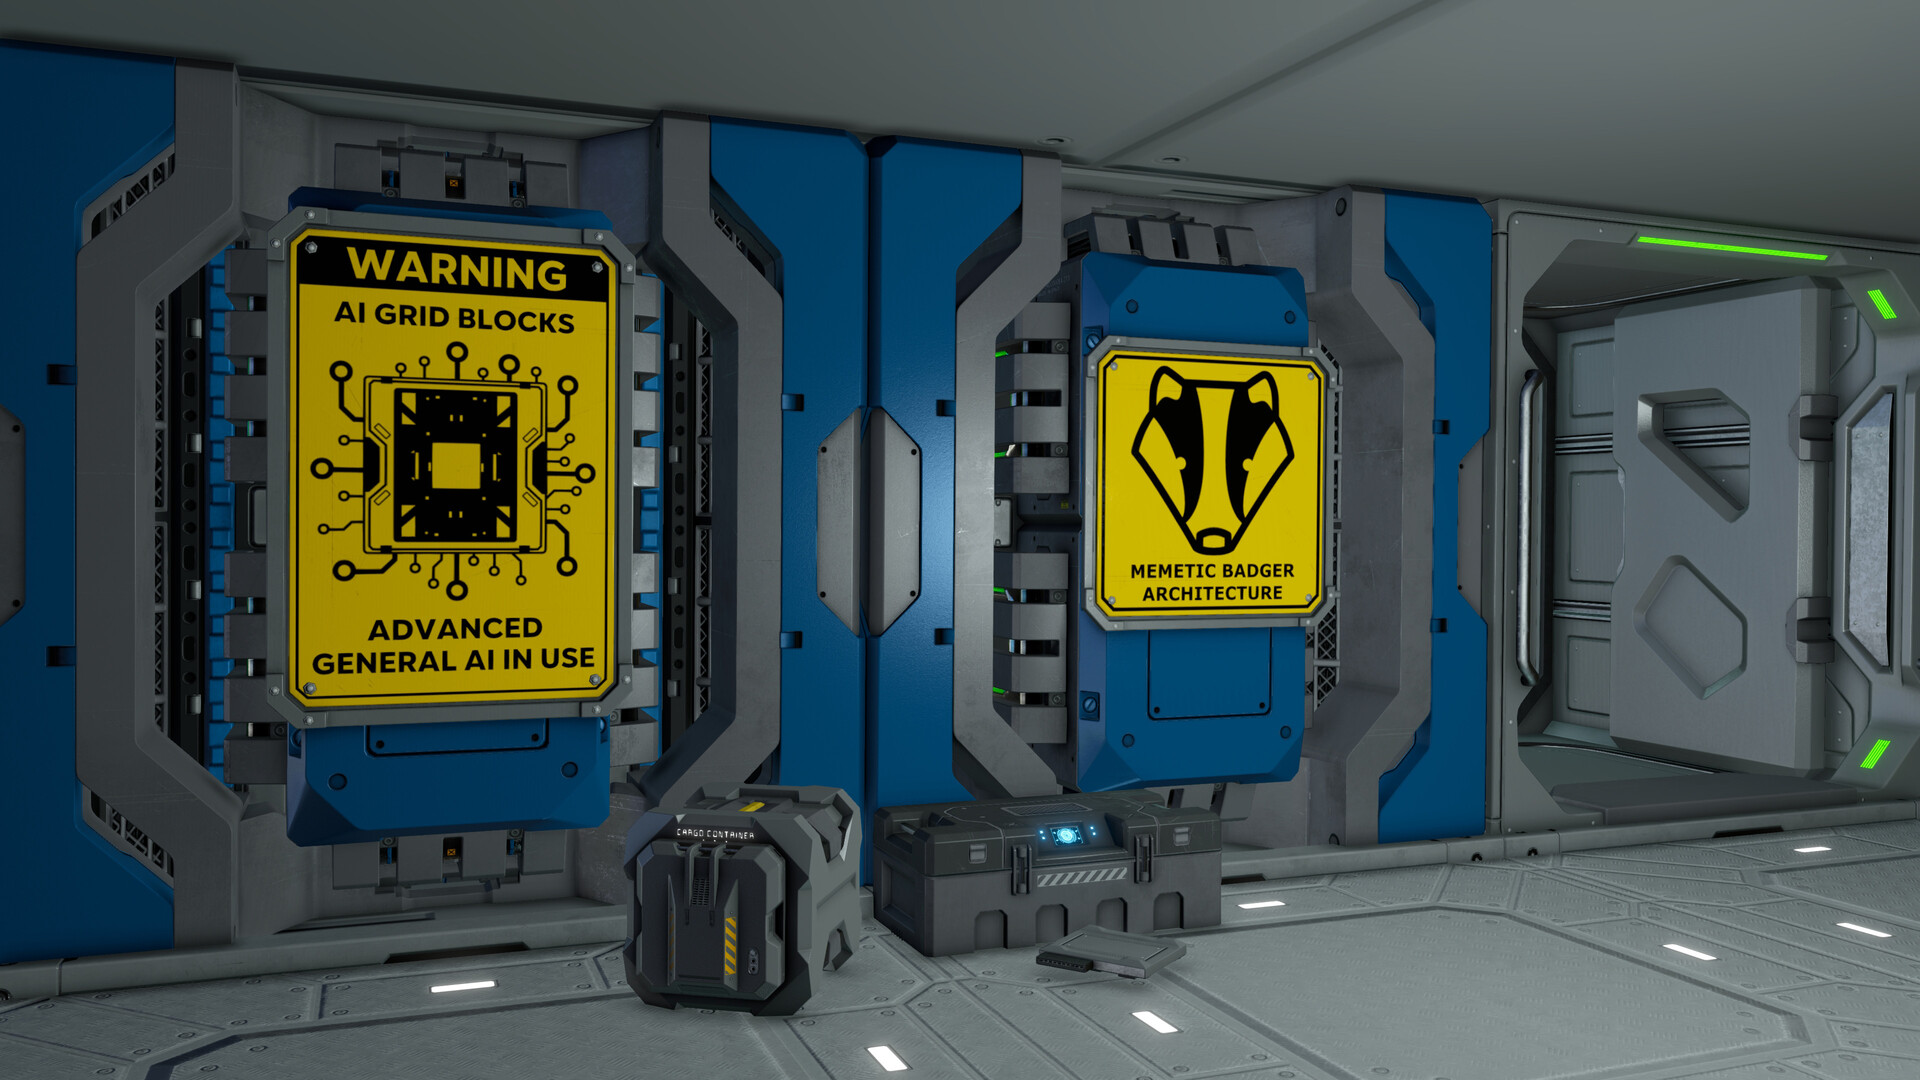 WARNING
AI GRID BLOCKS
ADVANCED
GENERAL AI IN USE
MEMETIC BADGER
ARCHITECTURE
CARGO CONTAINER